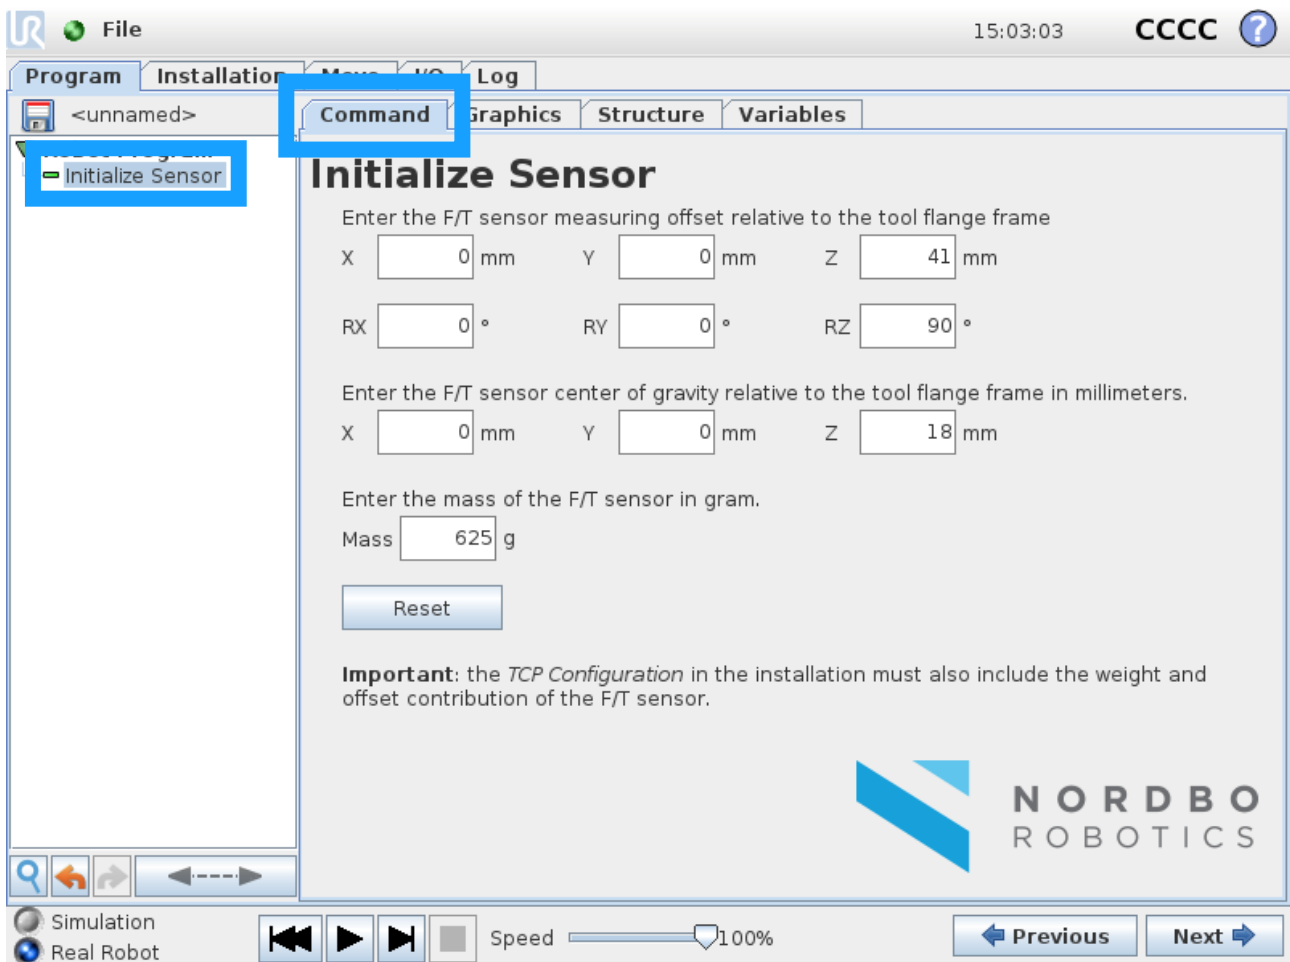 UR File 15:03:03 CCCC ?
Program Installation Move I/O Log
<unnamed> Command Graphics Structure Variables
Robot Program
Initialize Sensor
Initialize Sensor
Enter the F/T sensor measuring offset relative to the tool flange frame
X 0 mm Y 0 mm Z 41 mm
RX 0 ° RY 0 ° RZ 90 °
Enter the F/T sensor center of gravity relative to the tool flange frame in millimeters.
X 0 mm Y 0 mm Z 18 mm
Enter the mass of the F/T sensor in gram.
Mass 625 g
Reset
Important: the TCP Configuration in the installation must also include the weight and
offset contribution of the F/T sensor.
NORDBO
ROBOTICS
Simulation
Real Robot
Speed 100%
Previous Next